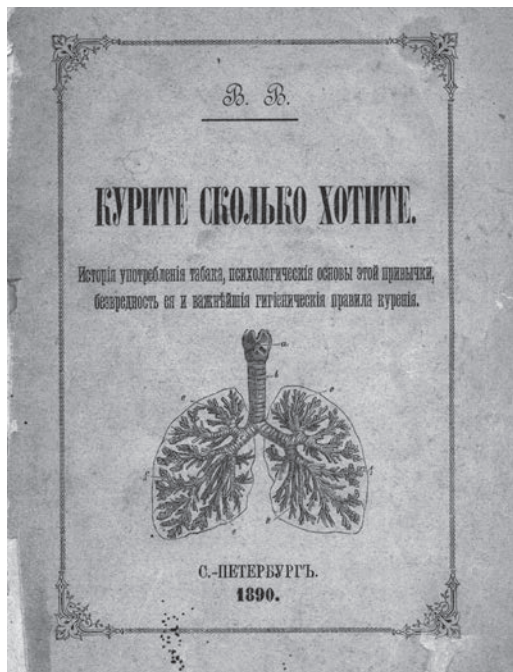 В. В.
КУРИТЕ СКОЛЬКО ХОТИТЕ.
Исторія употребленія табака, психологическія основы этой привычки,
безвредность ея и важнѣйшія гигіеническія правила куренія.
a
b
c
c
f
f
e
e
С.-ПЕТЕРБУРГЪ.
1890.